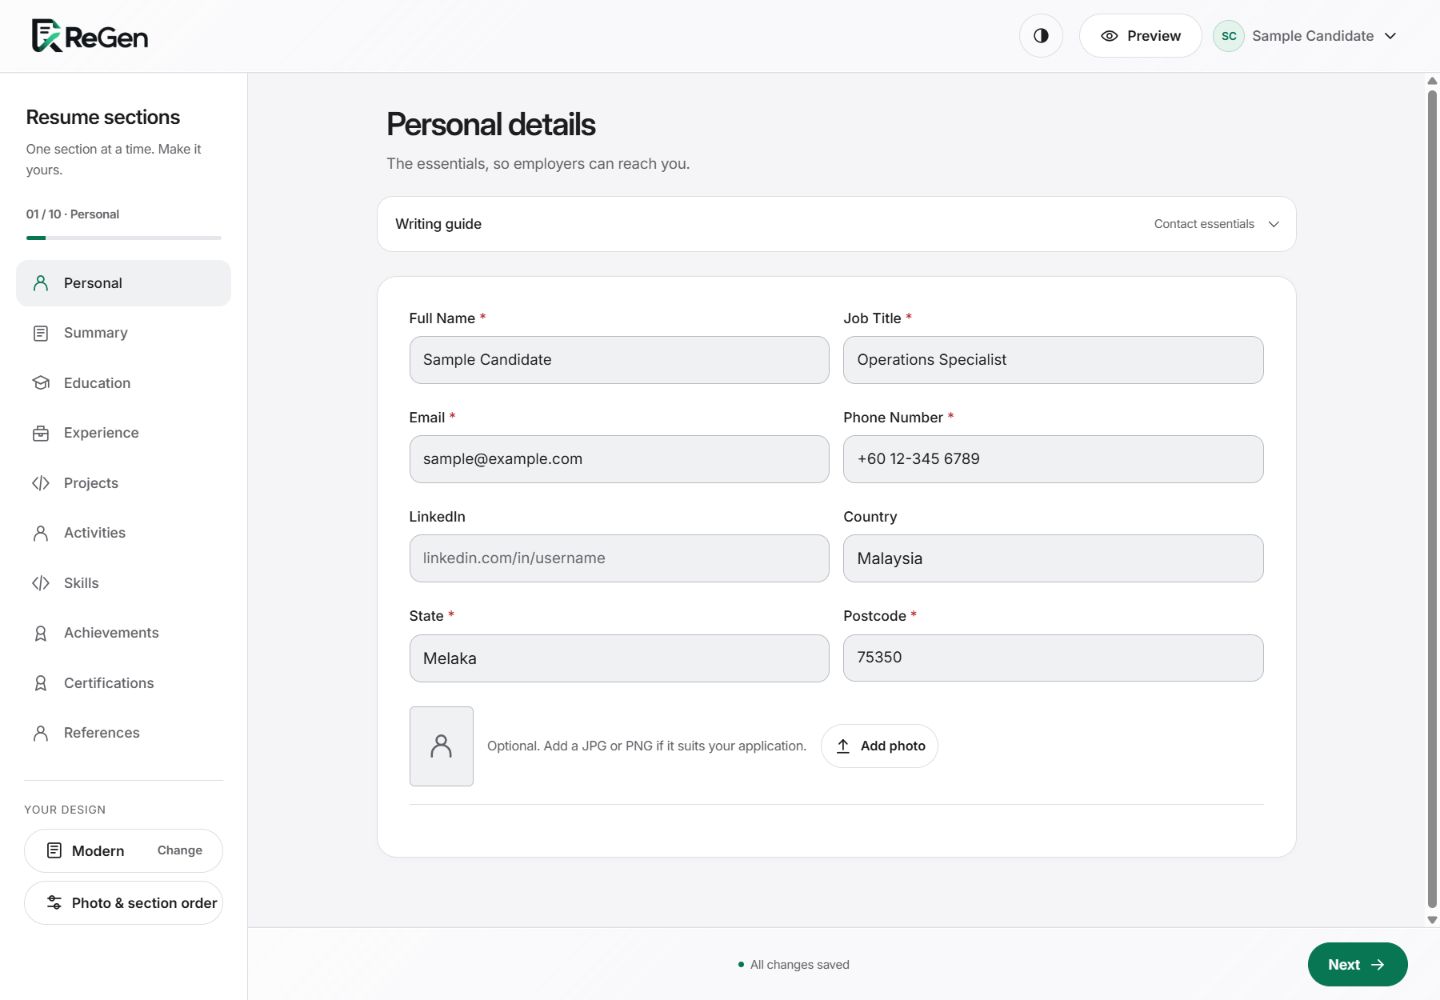 ReGen
Preview
SC
Sample Candidate
Resume sections
One section at a time. Make it
yours.
01 / 10 · Personal
Personal
Summary
Education
Experience
Projects
Activities
Skills
Achievements
Certifications
References
YOUR DESIGN
Modern
Change
Photo & section order
Personal details
The essentials, so employers can reach you.
Writing guide
Contact essentials
Full Name *
Job Title *
Sample Candidate
Operations Specialist
Email *
Phone Number *
sample@example.com
+60 12-345 6789
LinkedIn
Country
linkedin.com/in/username
Malaysia
State *
Postcode *
Melaka
75350
Optional. Add a JPG or PNG if it suits your application.
Add photo
All changes saved
Next